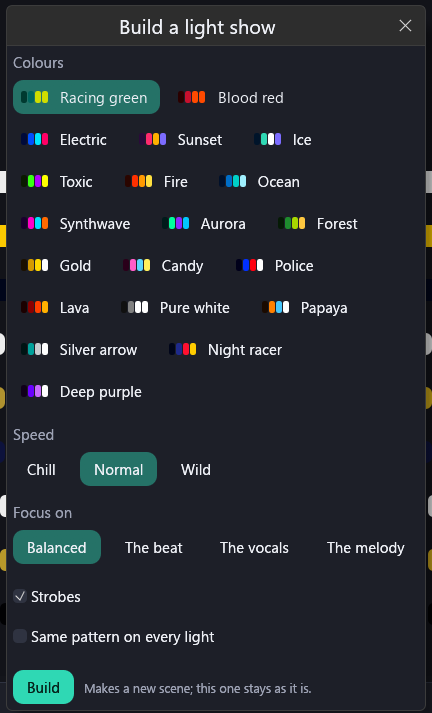 Build a light show
Colours
Racing green Blood red
Electric Sunset Ice
Toxic Fire Ocean
Synthwave Aurora Forest
Gold Candy Police
Lava Pure white Papaya
Silver arrow Night racer
Deep purple
Speed
Chill Normal Wild
Focus on
Balanced The beat The vocals The melody
Strobes
Same pattern on every light
Build Makes a new scene; this one stays as it is.